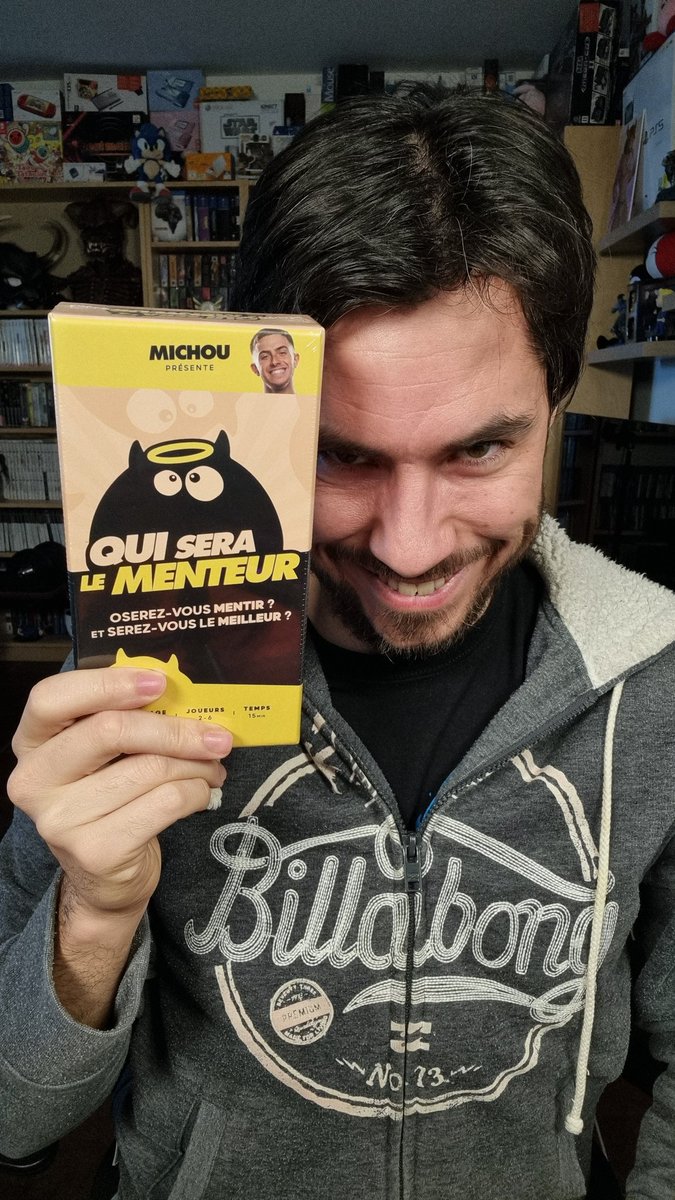 MICHOU
PRÉSENTE
QUI SERA
LE MENTEUR
OSEREZ-VOUS MENTIR ?
ET SEREZ-VOUS LE MEILLEUR ?
JOUEURS
2-6
TEMPS
15 MIN
Billabong
PREMIUM
No. 73.
PS5